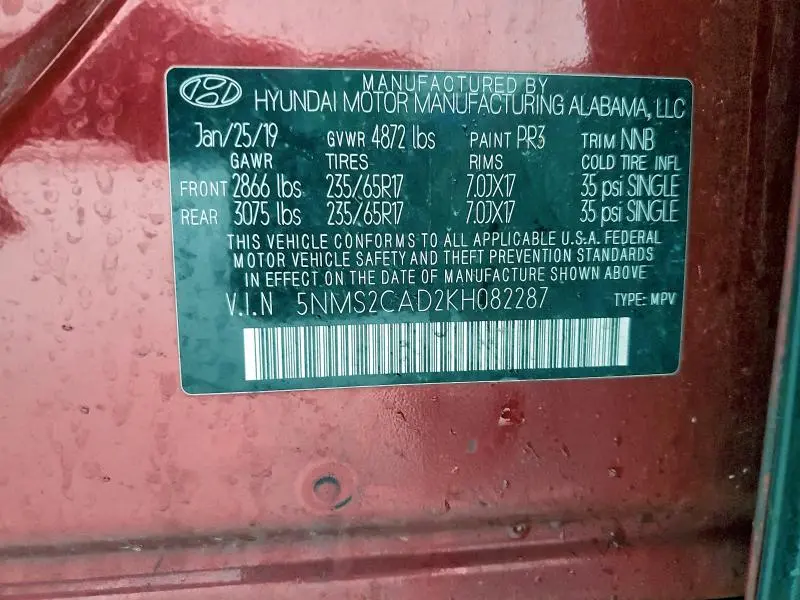 MANUFACTURED BY
HYUNDAI MOTOR MANUFACTURING ALABAMA, LLC
Jan/25/19 GVWR 4872 lbs PAINT PR3 TRIM NNB
GAWR TIRES RIMS COLD TIRE INFL
FRONT 2866 lbs 235/65R17 7.0JX17 35 psi SINGLE
REAR 3075 lbs 235/65R17 7.0JX17 35 psi SINGLE
THIS VEHICLE CONFORMS TO ALL APPLICABLE U.S.A. FEDERAL
MOTOR VEHICLE SAFETY AND THEFT PREVENTION STANDARDS
IN EFFECT ON THE DATE OF MANUFACTURE SHOWN ABOVE
V.I.N 5NMS2CAD2KH082287 TYPE: MPV